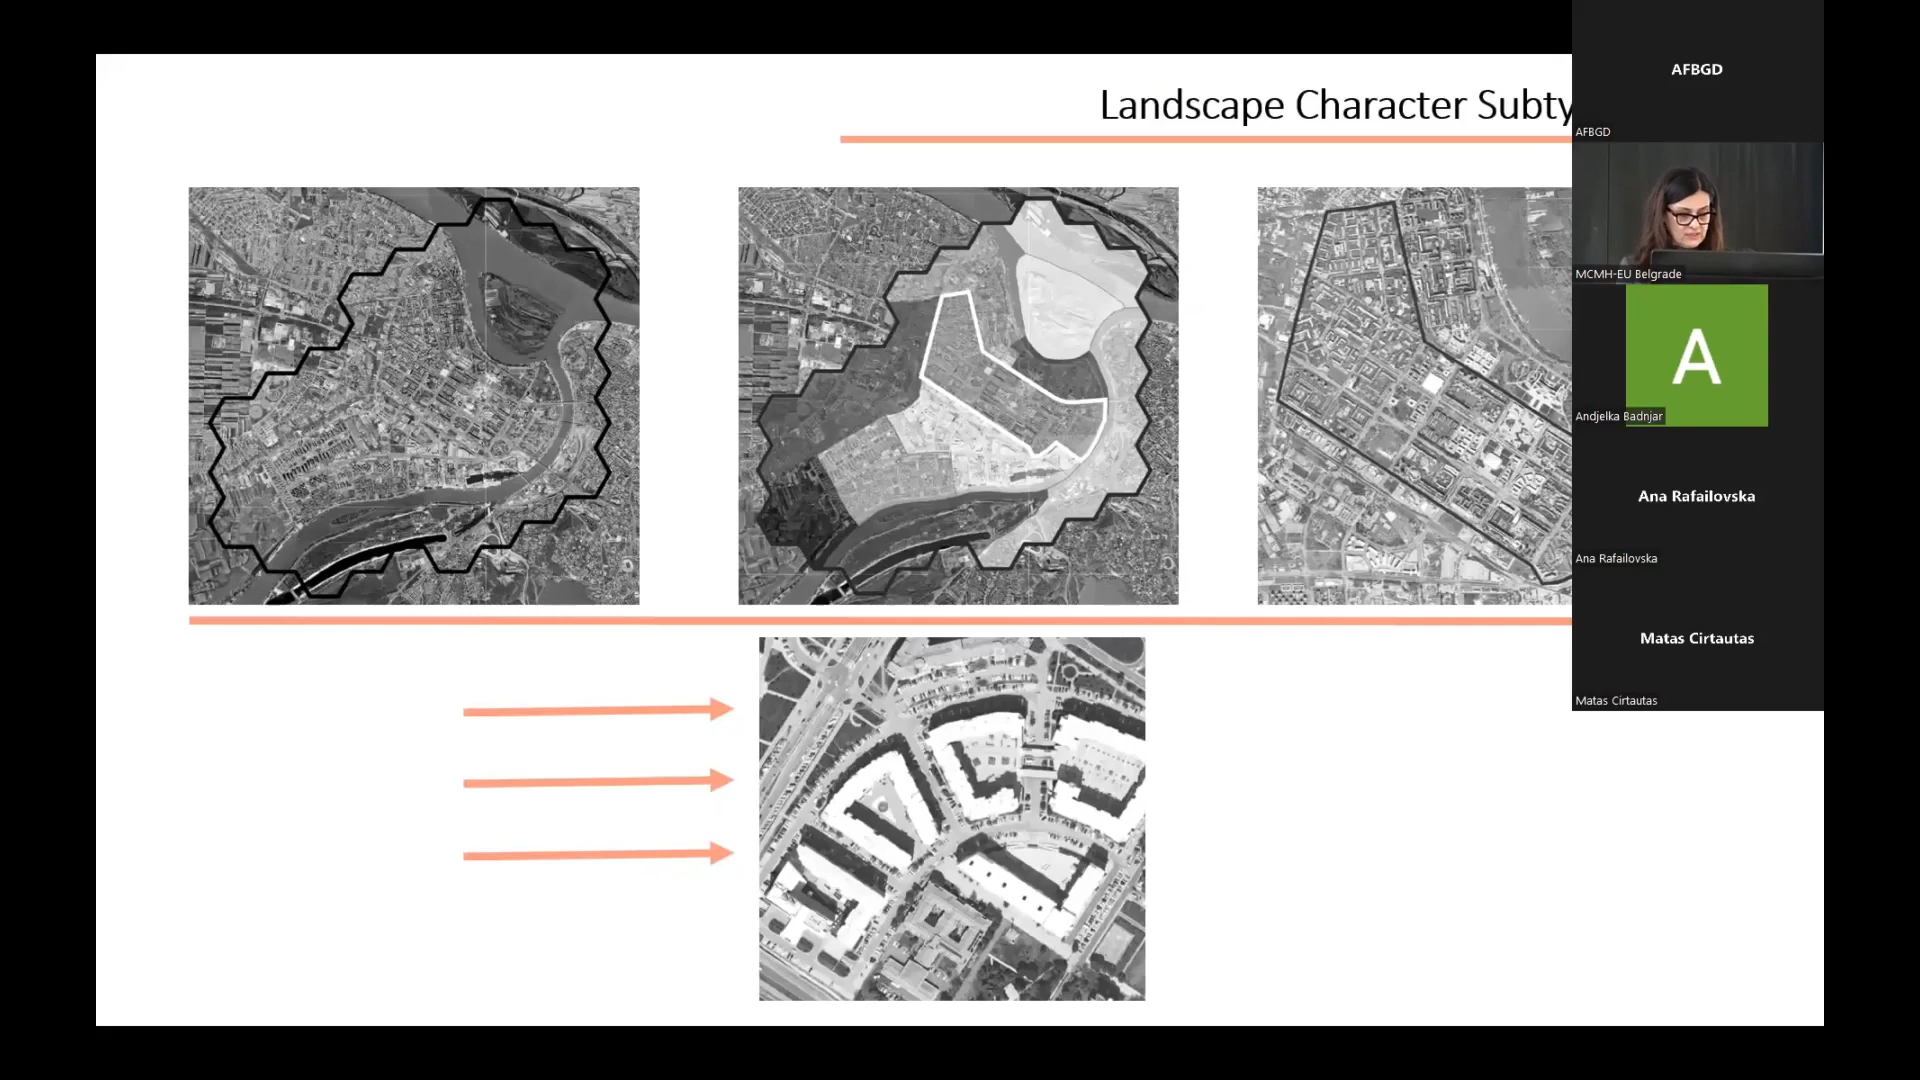 Landscape Character Subty
AFBGD
AFBGD
MCMH-EU Belgrade
A
Andjelka Badnjar
Ana Rafailovska
Ana Rafailovska
Matas Cirtautas
Matas Cirtautas